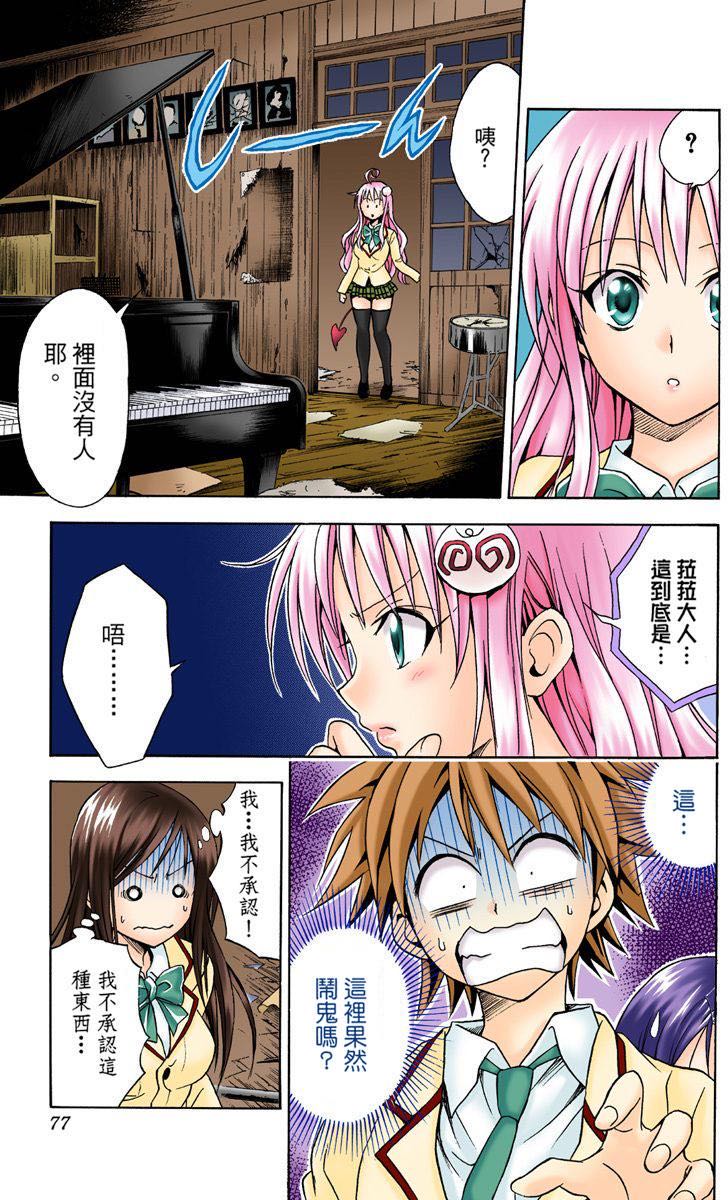 ?
咦?
しーん
裡面沒有人
耶。
菈菈大人…
這到底是…
唔………
這…
這裡果然
鬧鬼嗎?
我…我不承認!
我不承認這
種東西…
77